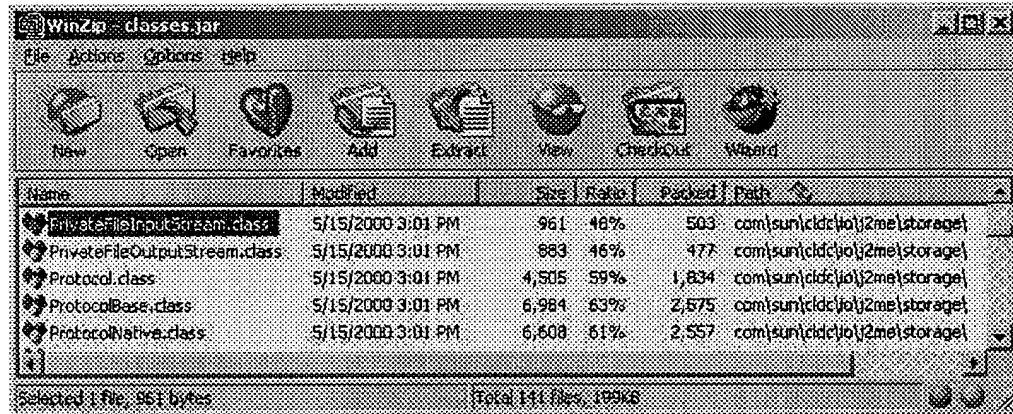 WinZip - classes.jar
File Actions Options Help
New Open Favorites Add Extract View CheckOut Wizard
Name Modified Size Ratio Packed Path
PrivateFileInputStream.class 5/15/2000 3:01 PM 961 48% 503 com\sun\cldc\io\j2me\storage\
PrivateFileOutputStream.class 5/15/2000 3:01 PM 883 46% 477 com\sun\cldc\io\j2me\storage\
Protocol.class 5/15/2000 3:01 PM 4,505 59% 1,834 com\sun\cldc\io\j2me\storage\
ProtocolBase.class 5/15/2000 3:01 PM 6,984 63% 2,575 com\sun\cldc\io\j2me\storage\
ProtocolNative.class 5/15/2000 3:01 PM 6,608 61% 2,557 com\sun\cldc\io\j2me\storage\
Selected 1 file, 961 bytes Total 141 files, 199KB